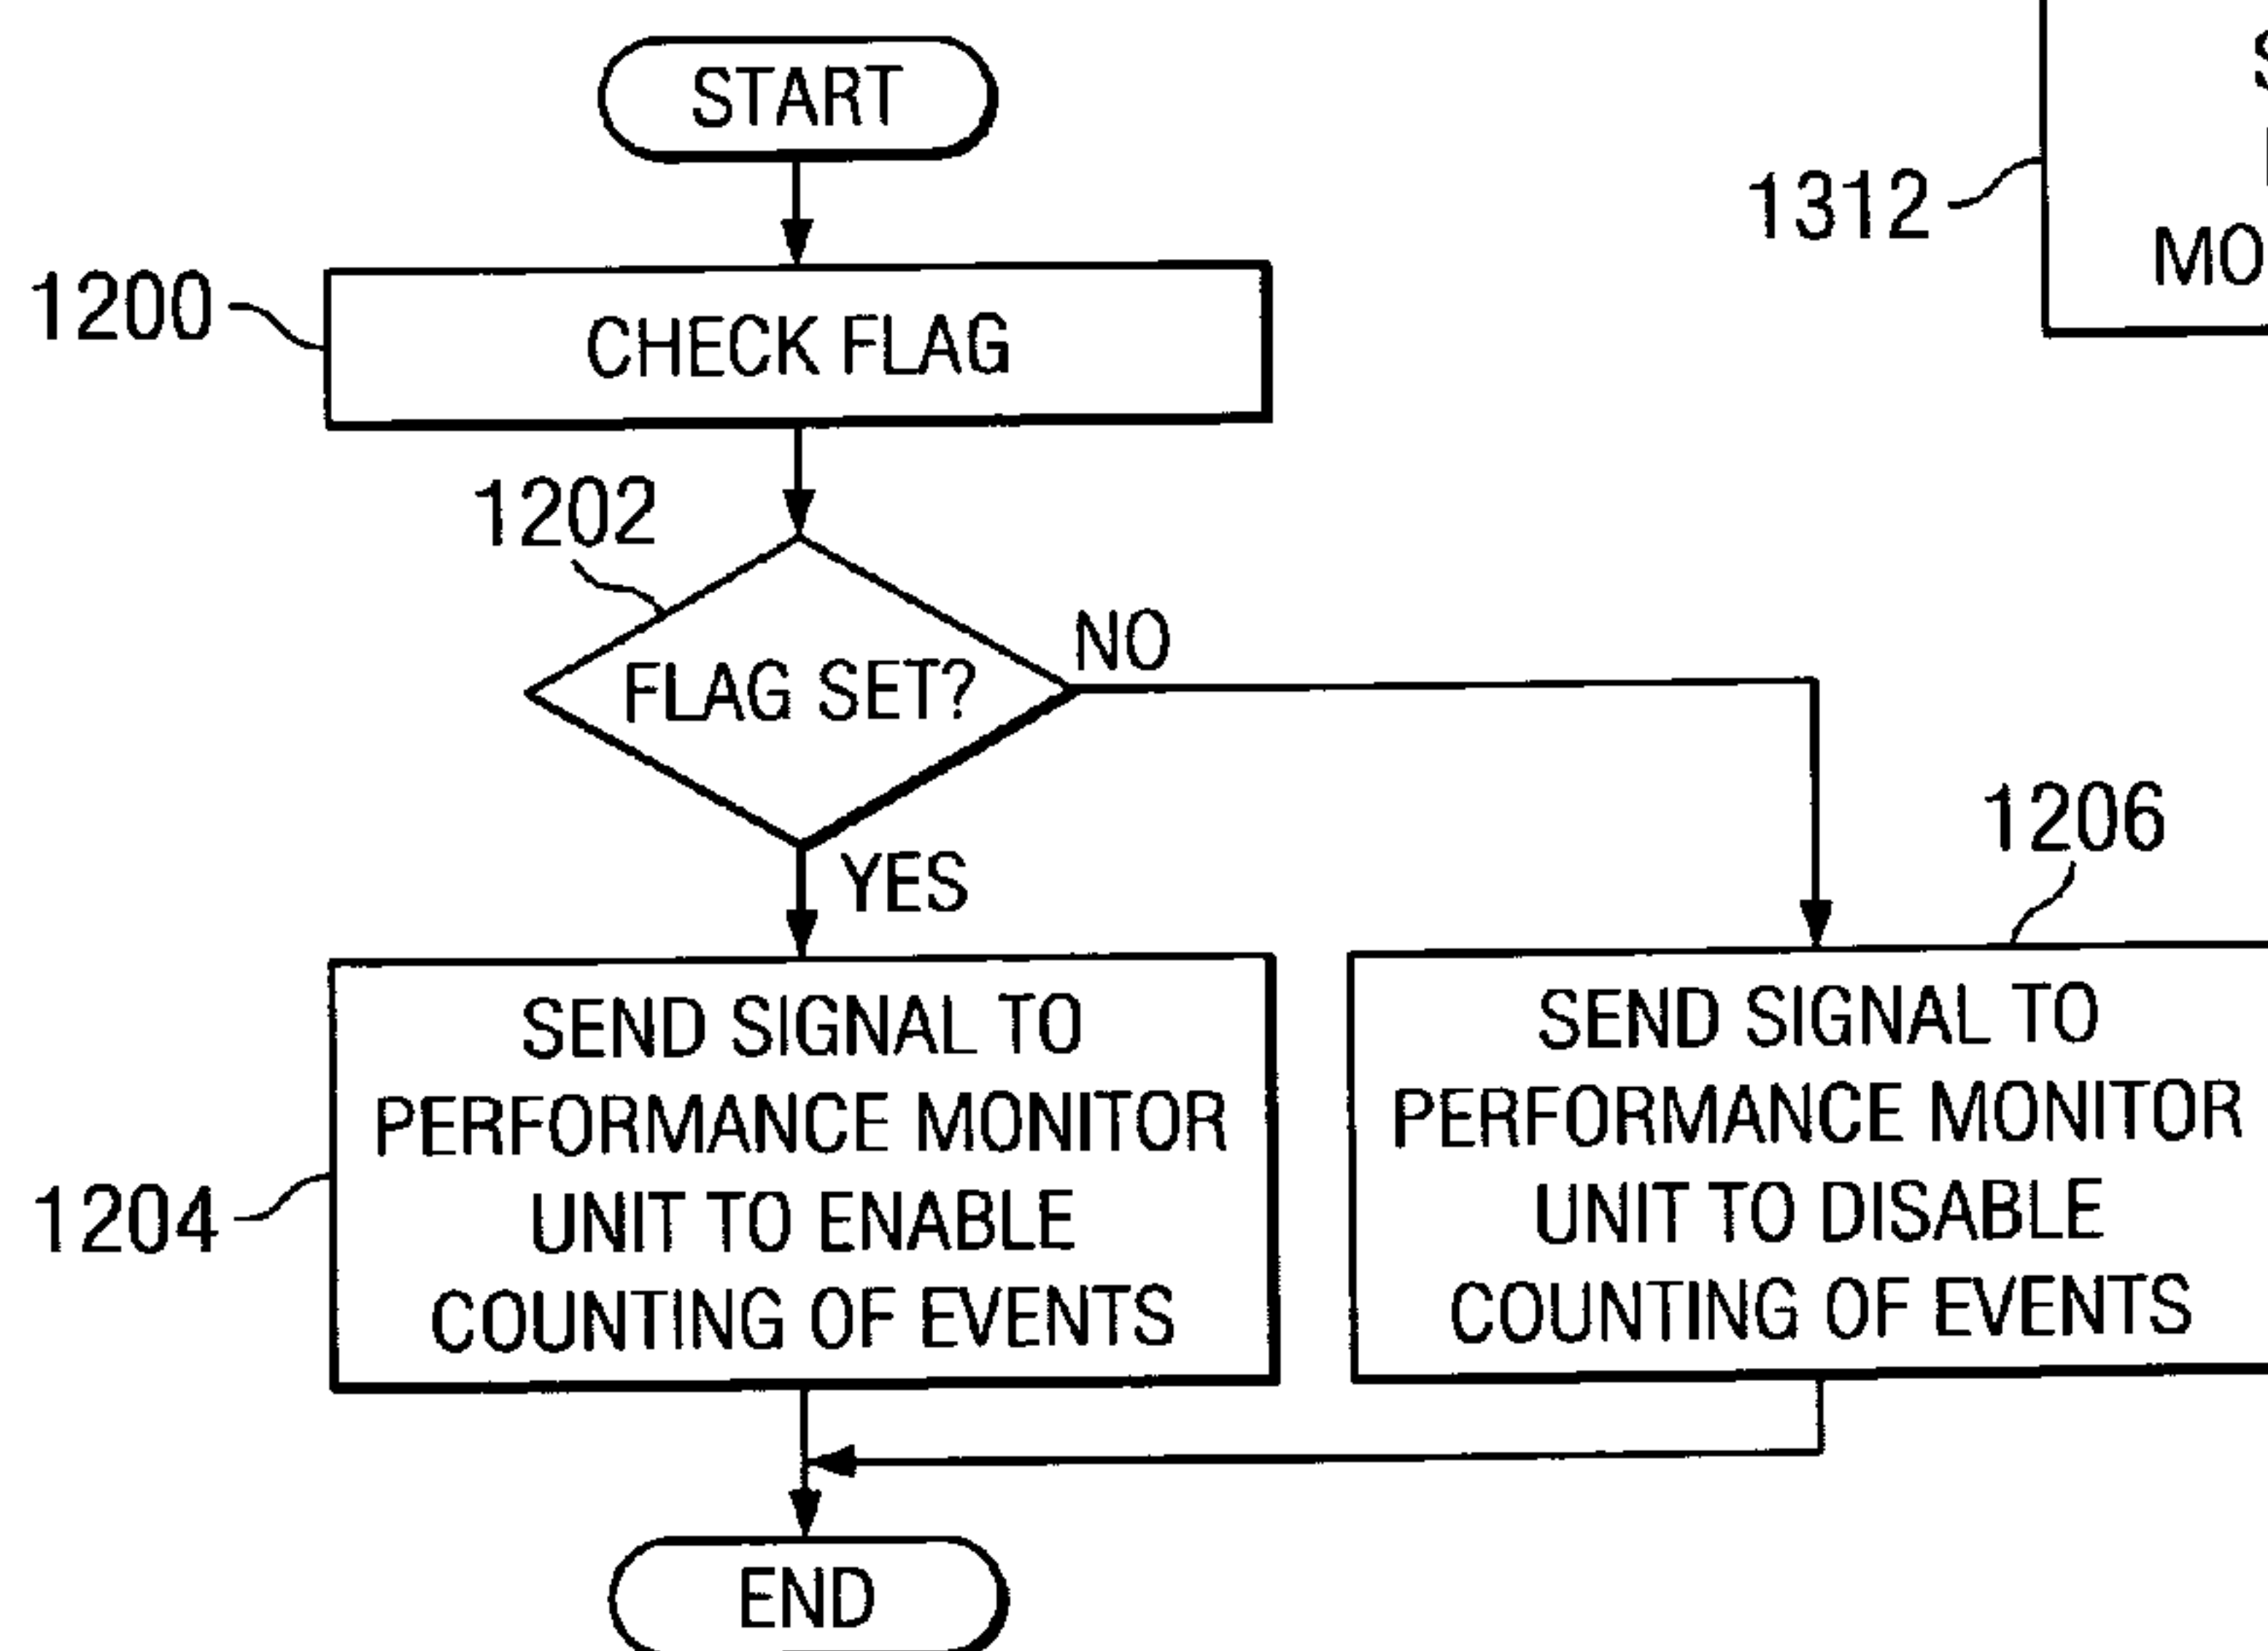 START
1200
CHECK FLAG
1202
FLAG SET?
NO
YES
1204
SEND SIGNAL TO
PERFORMANCE MONITOR
UNIT TO ENABLE
COUNTING OF EVENTS
1206
SEND SIGNAL TO
PERFORMANCE MONITOR
UNIT TO DISABLE
COUNTING OF EVENTS
END
1312